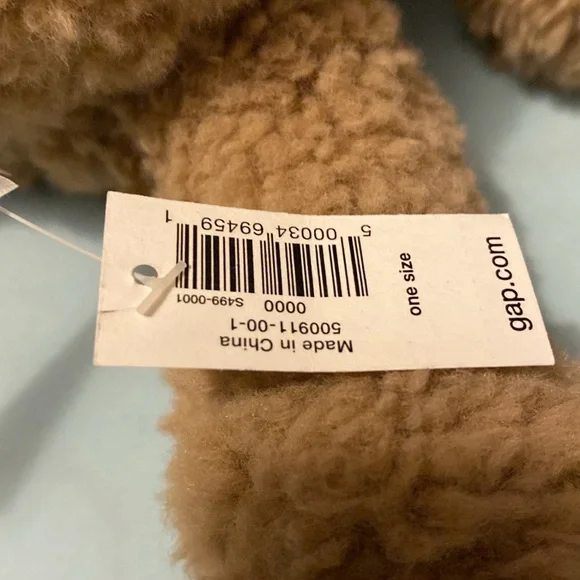 Made in China
500911-00-1
0000
S499-0001
5 00034 69459 1
one size
gap.com